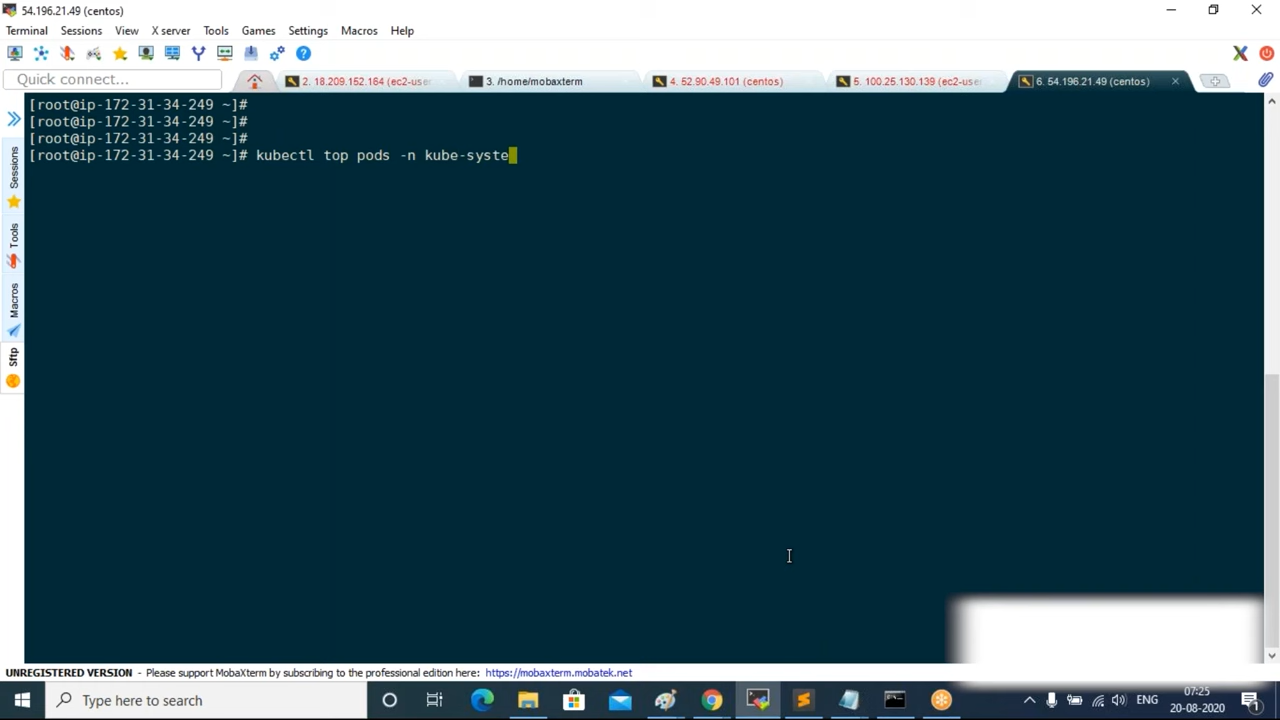 54.196.21.49 (centos)
Terminal Sessions View X server Tools Games Settings Macros Help
Quick connect...
2. 18.209.152.164 (ec2-user
3. /home/mobaxterm
4. 52.90.49.101 (centos)
5. 100.25.130.139 (ec2-user
6. 54.196.21.49 (centos)
Sessions
Tools
Macros
Sftp
[root@ip-172-31-34-249 ~]#
[root@ip-172-31-34-249 ~]#
[root@ip-172-31-34-249 ~]#
[root@ip-172-31-34-249 ~]# kubectl top pods -n kube-syste
UNREGISTERED VERSION - Please support MobaXterm by subscribing to the professional edition here: https://mobaxterm.mobatek.net
Type here to search
ENG
07:25
20-08-2020
1